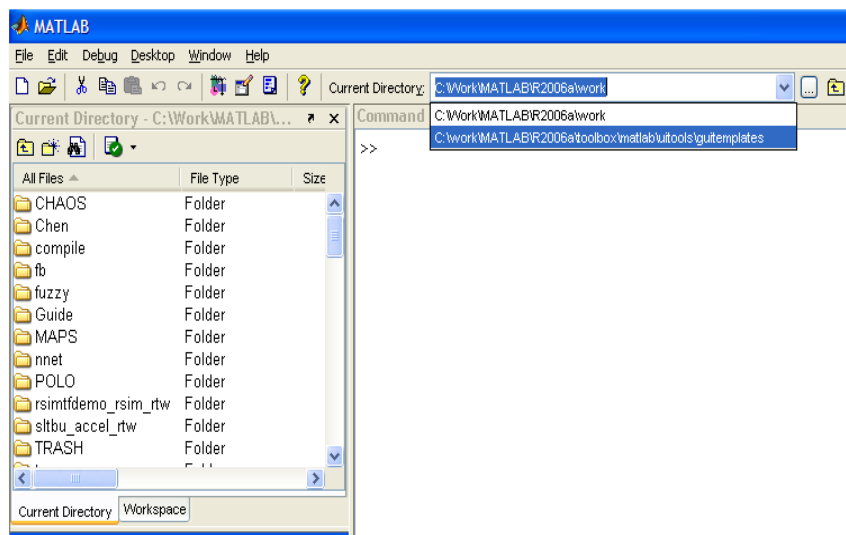 MATLAB
File Edit Debug Desktop Window Help
Current Directory: C:\Work\MATLAB\R2006a\work
Current Directory - C:\Work\MATLAB\... Command
C:\Work\MATLAB\R2006a\work
C:\work\MATLAB\R2006a\toolbox\matlab\uitools\guitemplates
>>
All Files File Type Size
CHAOS Folder
Chen Folder
compile Folder
fb Folder
fuzzy Folder
Guide Folder
MAPS Folder
nnet Folder
POLO Folder
rsimtfdemo_rsim_rtw Folder
sltbu_accel_rtw Folder
TRASH Folder
Current Directory Workspace